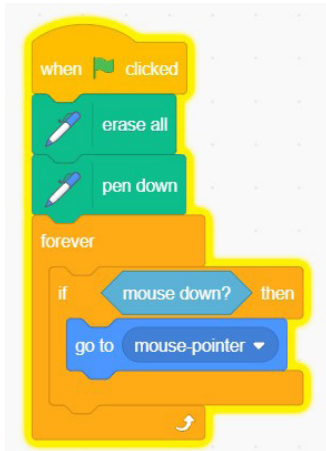 when clicked
erase all
pen down
forever
if mouse down? then
go to mouse-pointer